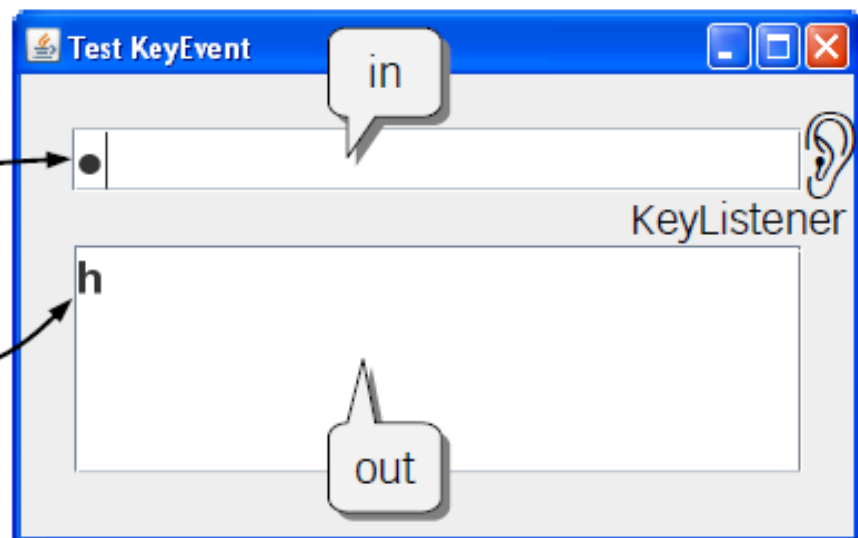 Test KeyEvent
in
●
KeyListener
h
out